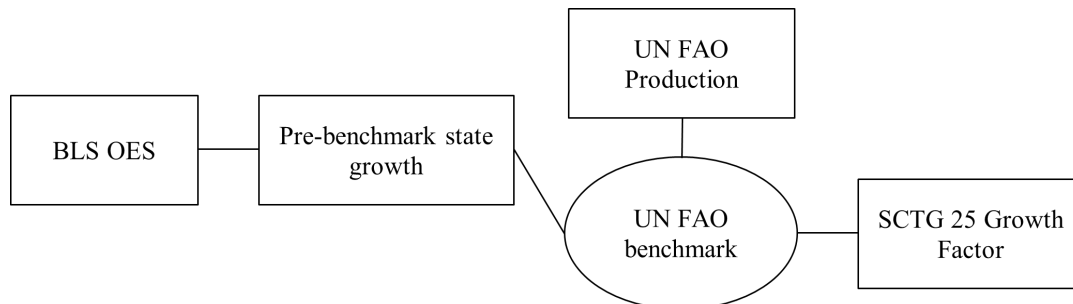 BLS OES
Pre-benchmark state
growth
UN FAO
Production
UN FAO
benchmark
SCTG 25 Growth
Factor